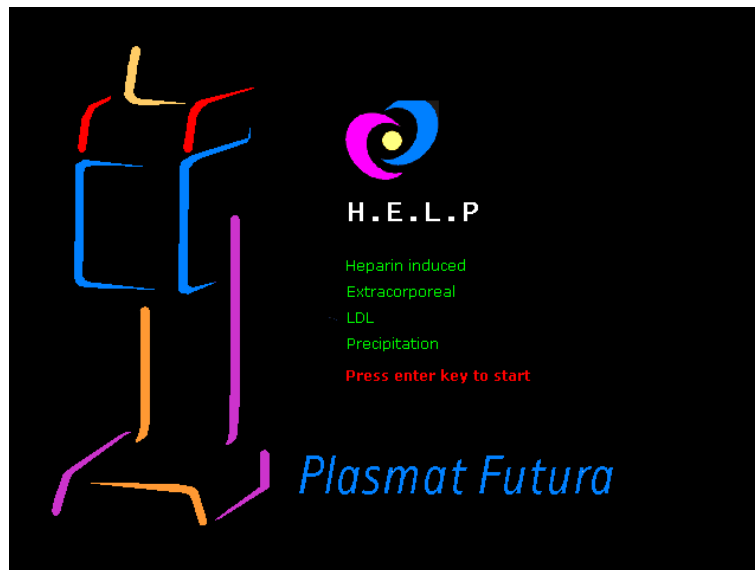 H.E.L.P
Heparin induced
Extracorporeal
LDL
Precipitation
Press enter key to start
Plasmat Futura